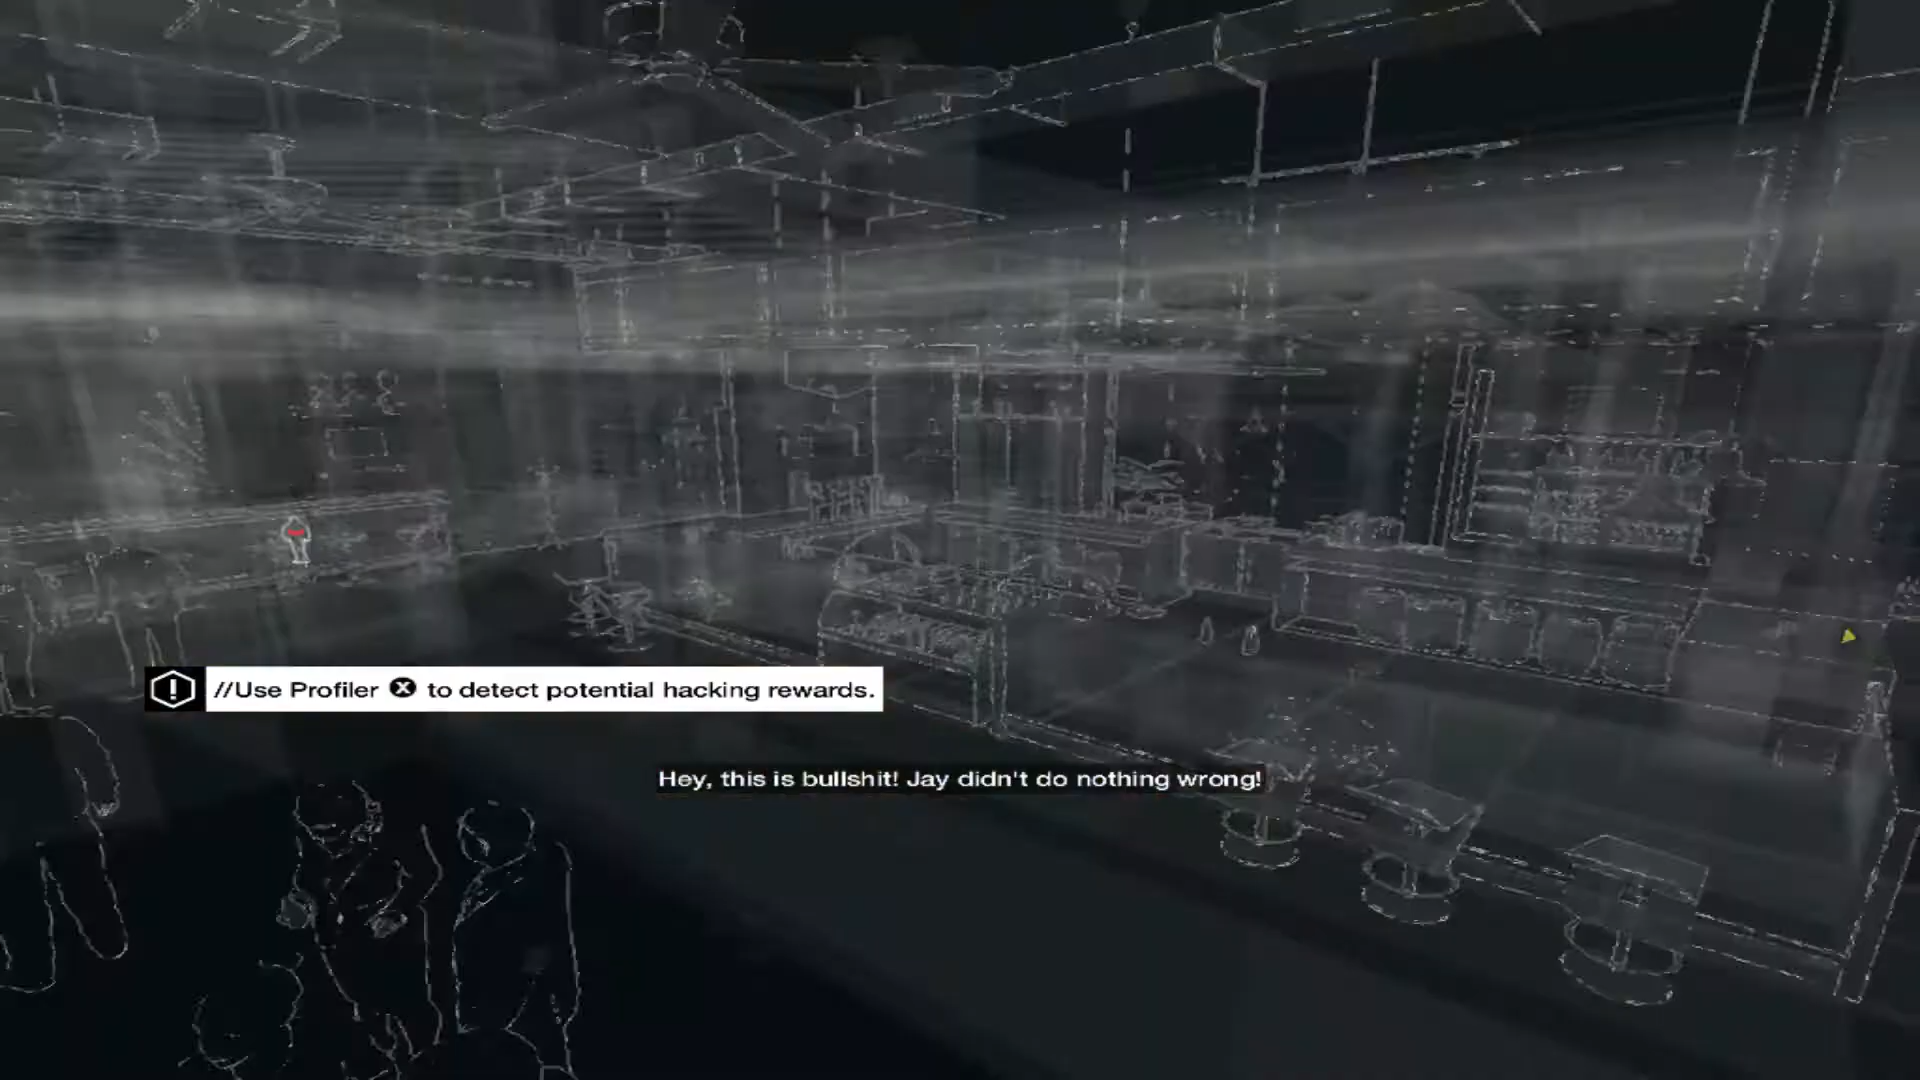 //Use Profiler X to detect potential hacking rewards.
Hey, this is bullshit! Jay didn't do nothing wrong!